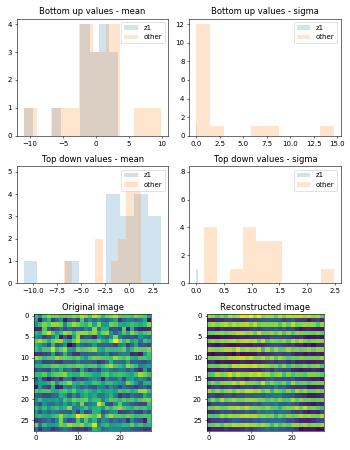 Bottom up values - mean
Bottom up values - sigma
4
3
2
1
0
z1
other
−10 −5 0 5 10
12
10
8
6
4
2
0
z1
other
0.0 2.5 5.0 7.5 10.0 12.5 15.0
Top down values - mean
Top down values - sigma
5
4
3
2
1
0
z1
other
−10.0 −7.5 −5.0 −2.5 0.0 2.5
8
6
4
2
0
z1
other
0.0 0.5 1.0 1.5 2.0 2.5
Original image
Reconstructed image
0
5
10
15
20
25
0 10 20
0
5
10
15
20
25
0 10 20